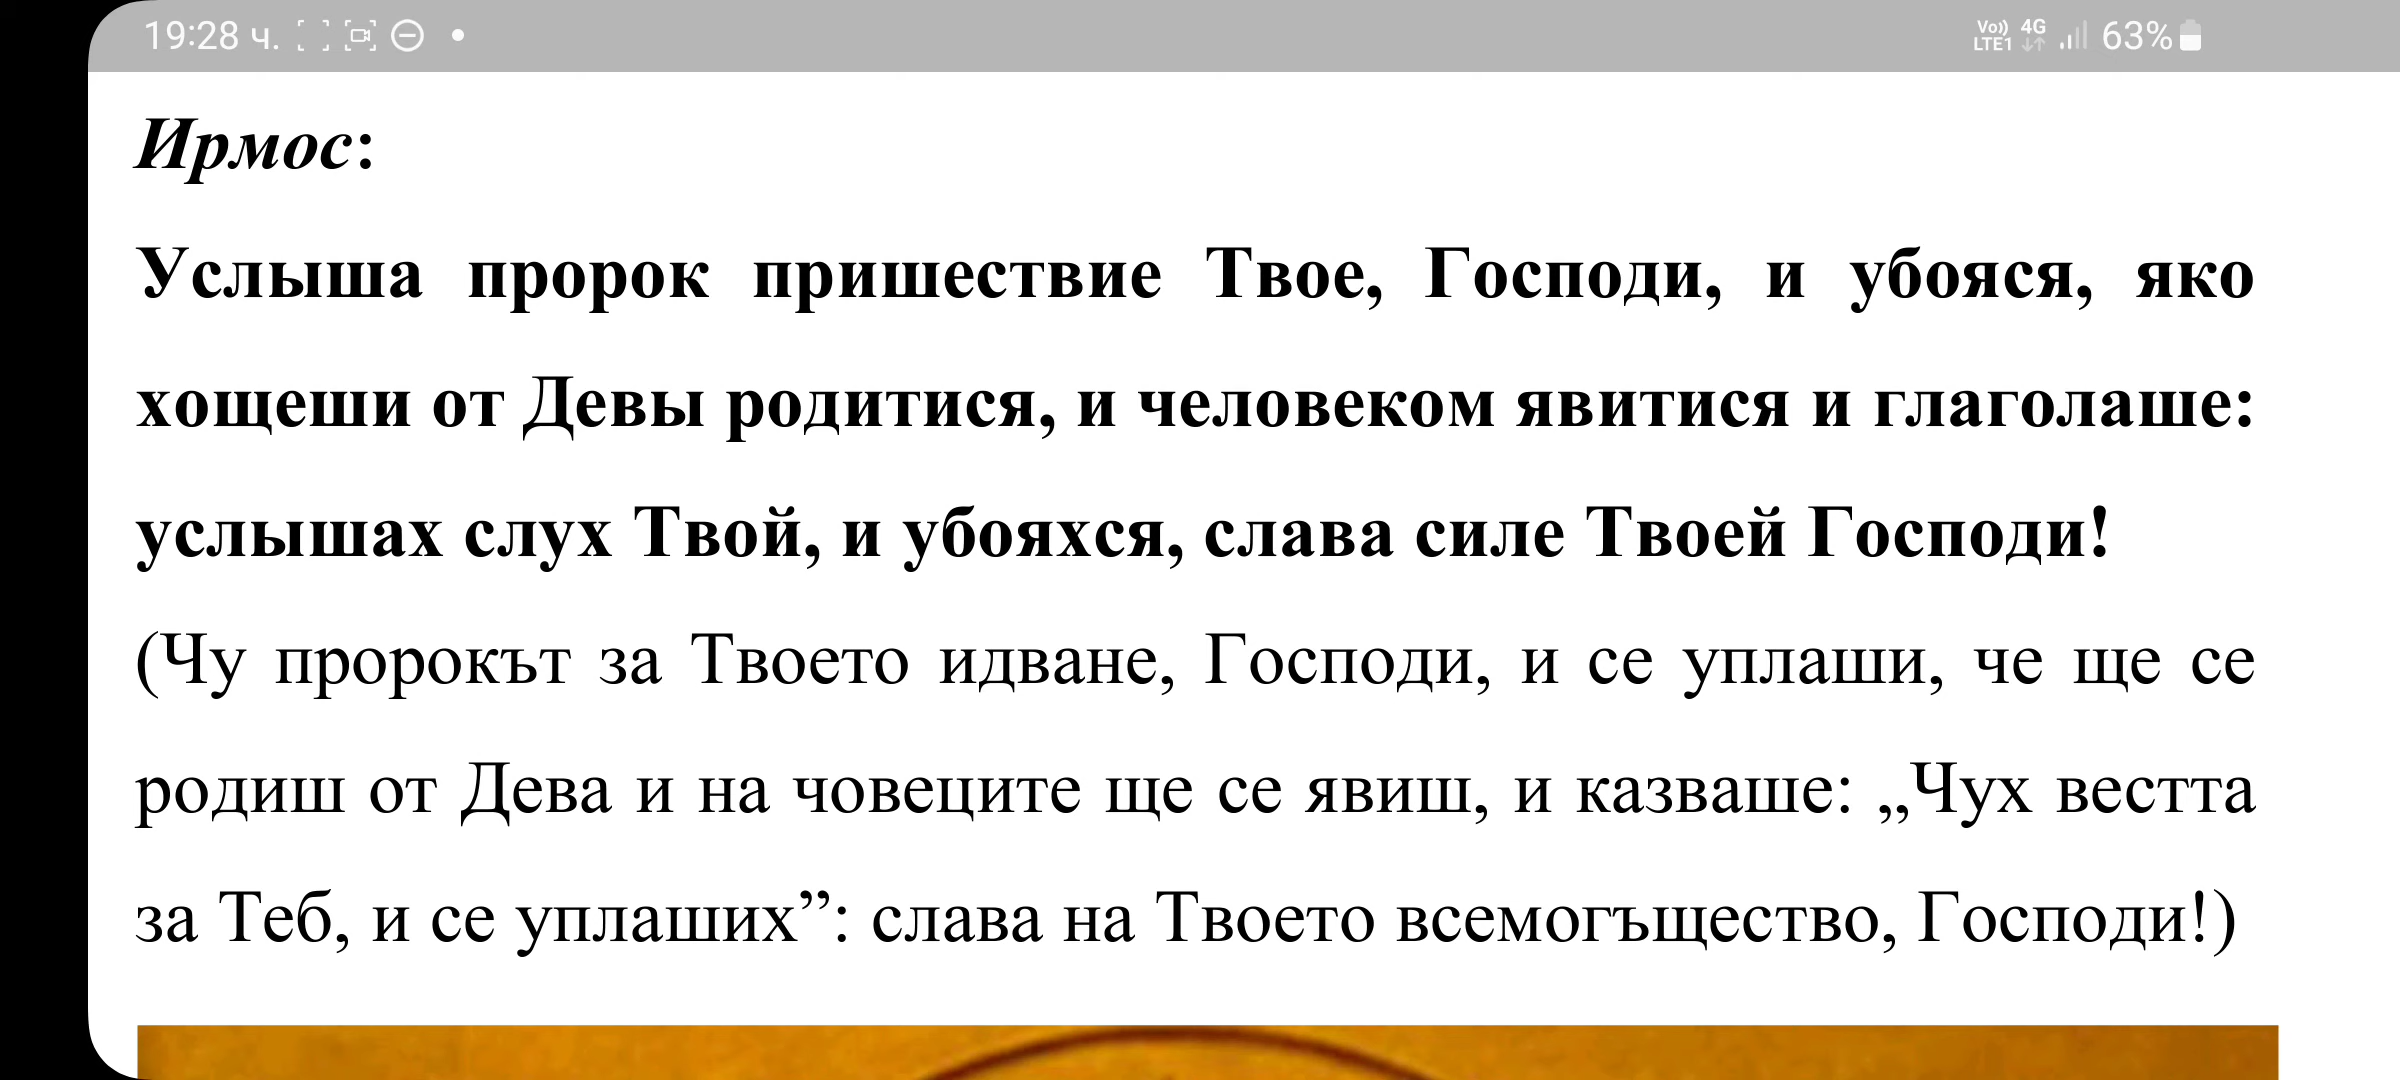 19:28 ч.
Vo)) 4G
LTE1
63%
Ирмос:
Услыша пророк пришествие Твое, Господи, и убояся, яко
хощеши от Девы родитися, и человеком явитися и глаголаше:
услышах слух Твой, и убояхся, слава силе Твоей Господи!
(Чу пророкът за Твоето идване, Господи, и се уплаши, че ще се
родиш от Дева и на човеците ще се явиш, и казваше: „Чух вестта
за Теб, и се уплаших”: слава на Твоето всемогъщество, Господи!)